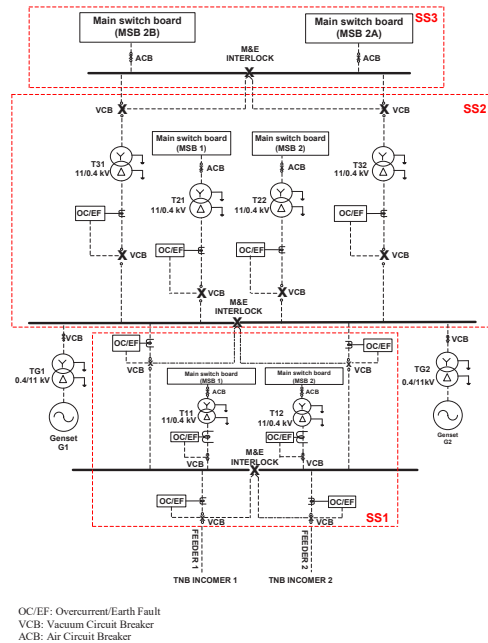 Main switch board
(MSB 2B)
Main switch board
(MSB 2A)
SS3
ACB
M&E
INTERLOCK
ACB
SS2
VCB
VCB
Main switch board
(MSB 1)
Main switch board
(MSB 2)
T31
11/0.4 kV
ACB
ACB
T32
11/0.4 kV
T21
11/0.4 kV
T22
11/0.4 kV
OC/EF
OC/EF
OC/EF
OC/EF
VCB
VCB
VCB
VCB
M&E
INTERLOCK
VCB
OC/EF
OC/EF
VCB
TG1
0.4/11 kV
VCB
VCB
TG2
0.4/11kV
Main switch board
(MSB 1)
Main switch board
(MSB 2)
ACB
ACB
Genset
G1
T11
11/0.4 kV
T12
11/0.4 kV
Genset
G2
OC/EF
OC/EF
VCB
M&E
INTERLOCK
VCB
OC/EF
OC/EF
VCB
VCB
SS1
FEEDER 1
FEEDER 2
TNB INCOMER 1
TNB INCOMER 2
OC/EF: Overcurrent/Earth Fault
VCB: Vacuum Circuit Breaker
ACB: Air Circuit Breaker